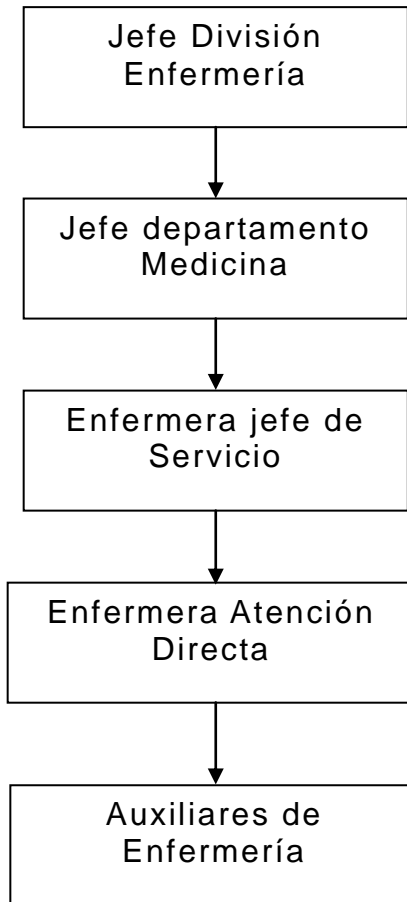 Jefe División
Enfermería
Jefe departamento
Medicina
Enfermera jefe de
Servicio
Enfermera Atención
Directa
Auxiliares de
Enfermería